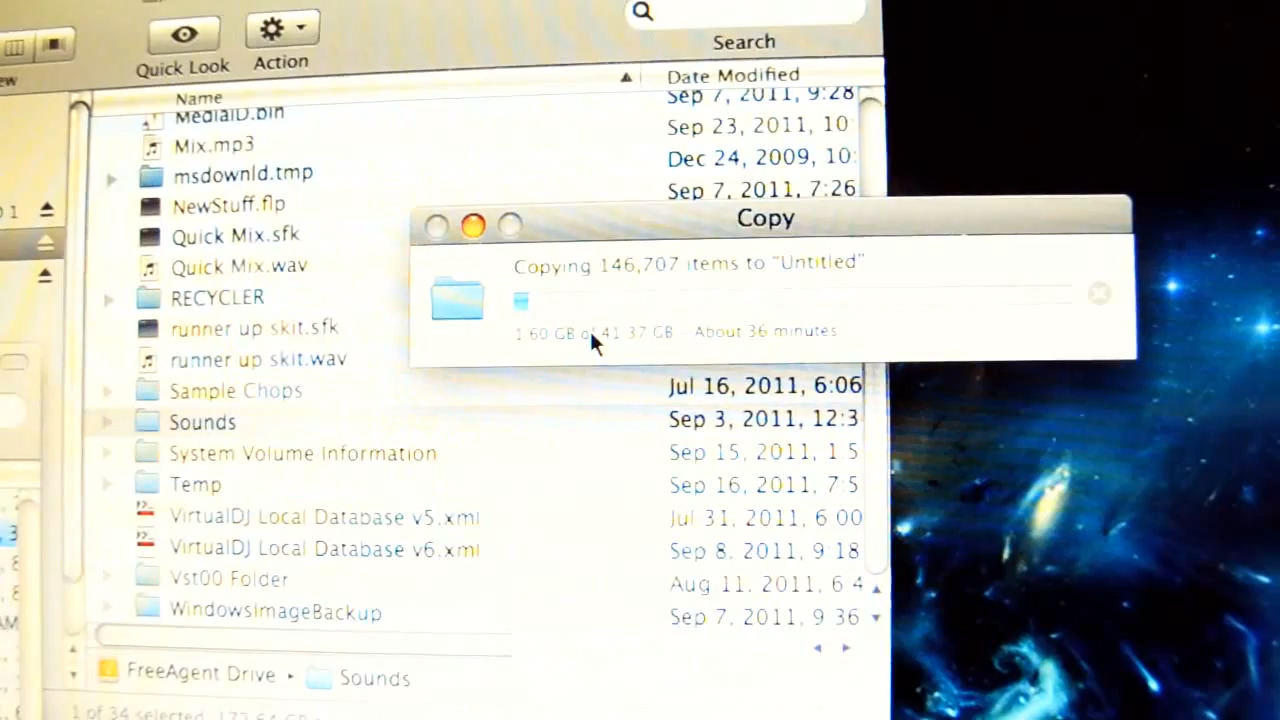 Search
Quick Look
Action
Name
Date Modified
MediaID.bin
Sep 7, 2011, 9:28
Mix.mp3
Sep 23, 2011, 10
msdownld.tmp
Dec 24, 2009, 10:
NewStuff.flp
Sep 7, 2011, 7:26
Quick Mix.sfk
Quick Mix.wav
RECYCLER
runner up skit.sfk
runner up skit.wav
Copy
Copying 146,707 items to "Untitled"
1.60 GB of 41.37 GB - About 36 minutes
Sample Chops
Jul 16, 2011, 6:06
Sounds
Sep 3, 2011, 12:3
System Volume Information
Sep 15, 2011, 1 5
Temp
Sep 16, 2011, 7:5
VirtualDJ Local Database v5.xml
Jul 31, 2011, 6 00
VirtualDJ Local Database v6.xml
Sep 8, 2011, 9 18
Vst00 Folder
Aug 11, 2011, 6 4
WindowsImageBackup
Sep 7, 2011, 9 36
FreeAgent Drive ▸ Sounds
1 of 34 selected,